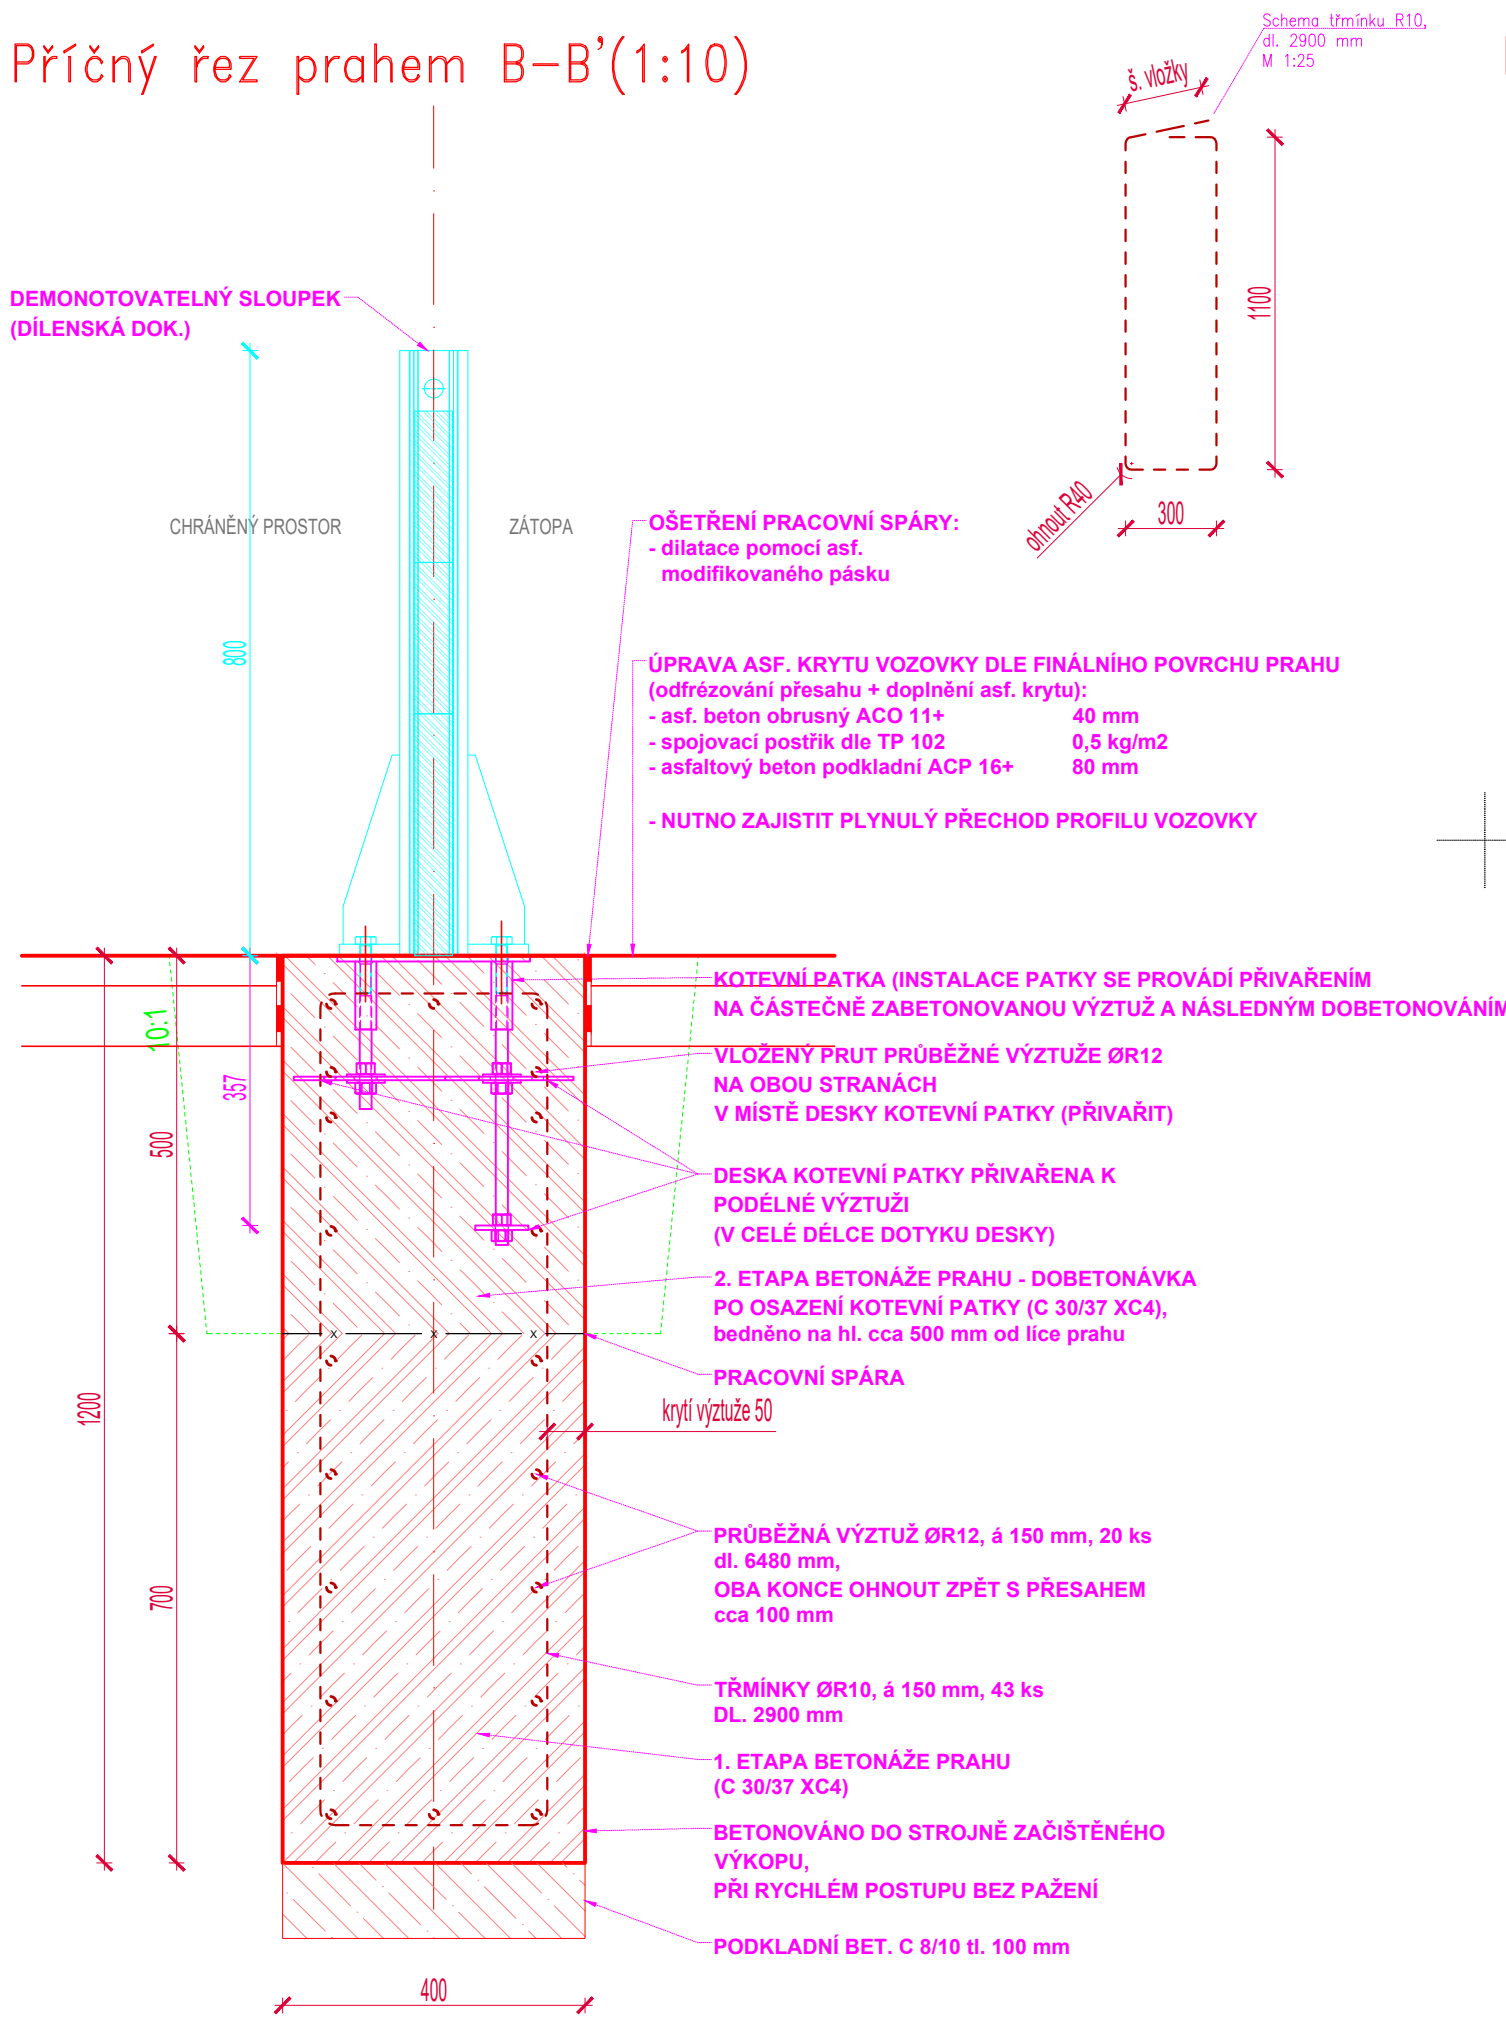 Příčný řez prahem B-B'(1:10)
Schema třmínku R10,
dl. 2900 mm
M 1:25
š. vložky
1100
300
ohnout R40
DEMONOTOVATELNÝ SLOUPEK
(DÍLENSKÁ DOK.)
CHRÁNĚNÝ PROSTOR
ZÁTOPA
800
OŠETŘENÍ PRACOVNÍ SPÁRY:
- dilatace pomocí asf.
modifikovaného pásku
ÚPRAVA ASF. KRYTU VOZOVKY DLE FINÁLNÍHO POVRCHU PRAHU
(odfrézování přesahu + doplnění asf. krytu):
- asf. beton obrusný ACO 11+ 40 mm
- spojovací postřik dle TP 102 0,5 kg/m2
- asfaltový beton podkladní ACP 16+ 80 mm
- NUTNO ZAJISTIT PLYNULÝ PŘECHOD PROFILU VOZOVKY
KOTEVNÍ PATKA (INSTALACE PATKY SE PROVÁDÍ PŘIVAŘENÍM
NA ČÁSTEČNĚ ZABETONOVANOU VÝZTUŽ A NÁSLEDNÝM DOBETONOVÁNÍM
10:1
357
500
VLOŽENÝ PRUT PRŮBĚŽNÉ VÝZTUŽE ØR12
NA OBOU STRANÁCH
V MÍSTĚ DESKY KOTEVNÍ PATKY (PŘIVAŘIT)
DESKA KOTEVNÍ PATKY PŘIVAŘENA K
PODÉLNÉ VÝZTUŽI
(V CELÉ DÉLCE DOTYKU DESKY)
2. ETAPA BETONÁŽE PRAHU - DOBETONÁVKA
PO OSAZENÍ KOTEVNÍ PATKY (C 30/37 XC4),
bedněno na hl. cca 500 mm od líce prahu
x x x
PRACOVNÍ SPÁRA
1200
krytí výztuže 50
700
PRŮBĚŽNÁ VÝZTUŽ ØR12, á 150 mm, 20 ks
dl. 6480 mm,
OBA KONCE OHNOUT ZPĚT S PŘESAHEM
cca 100 mm
TŘMÍNKY ØR10, á 150 mm, 43 ks
DL. 2900 mm
1. ETAPA BETONÁŽE PRAHU
(C 30/37 XC4)
BETONOVÁNO DO STROJNĚ ZAČIŠTĚNÉHO
VÝKOPU,
PŘI RYCHLÉM POSTUPU BEZ PAŽENÍ
PODKLADNÍ BET. C 8/10 tl. 100 mm
400